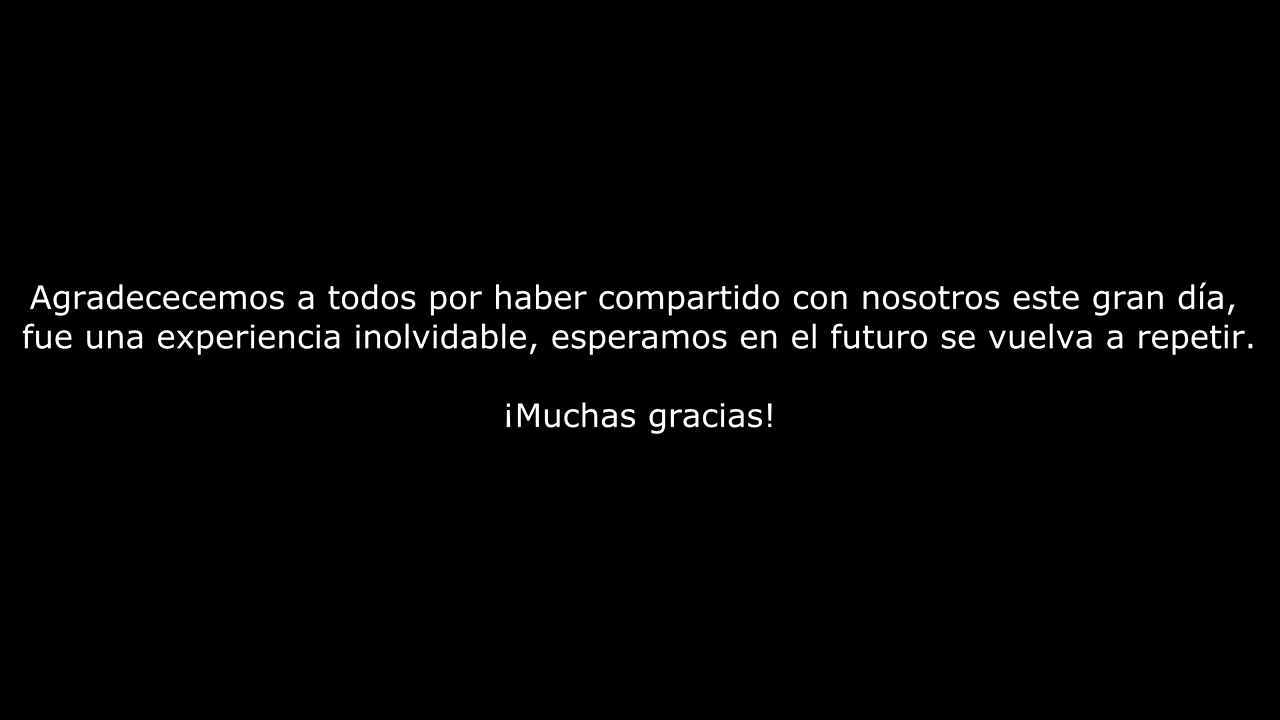 Agradececemos a todos por haber compartido con nosotros este gran día,
fue una experiencia inolvidable, esperamos en el futuro se vuelva a repetir.
¡Muchas gracias!